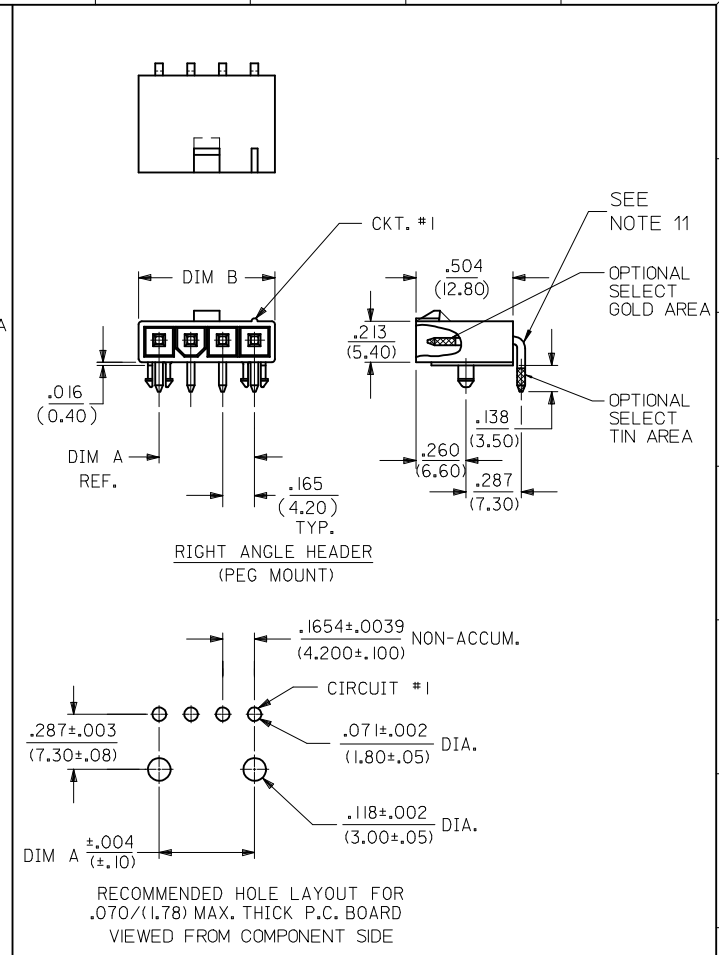 CKT. #1
DIM B
SEE
NOTE 11
.504
(12.80)
OPTIONAL
SELECT
GOLD AREA
A
.213
(5.40)
.016
(0.40)
OPTIONAL
SELECT
TIN AREA
.138
(3.50)
DIM A
REF.
.260
(6.60)
.287
(7.30)
.165
(4.20)
TYP.
RIGHT ANGLE HEADER
(PEG MOUNT)
.1654±.0039
(4.200±.100)
NON-ACCUM.
CIRCUIT #1
.287±.003
(7.30±.08)
.071±.002
(1.80±.05)
DIA.
.118±.002
(3.00±.05)
DIA.
DIM A
±.004
(±.10)
RECOMMENDED HOLE LAYOUT FOR
.070/(1.78) MAX. THICK P.C. BOARD
VIEWED FROM COMPONENT SIDE